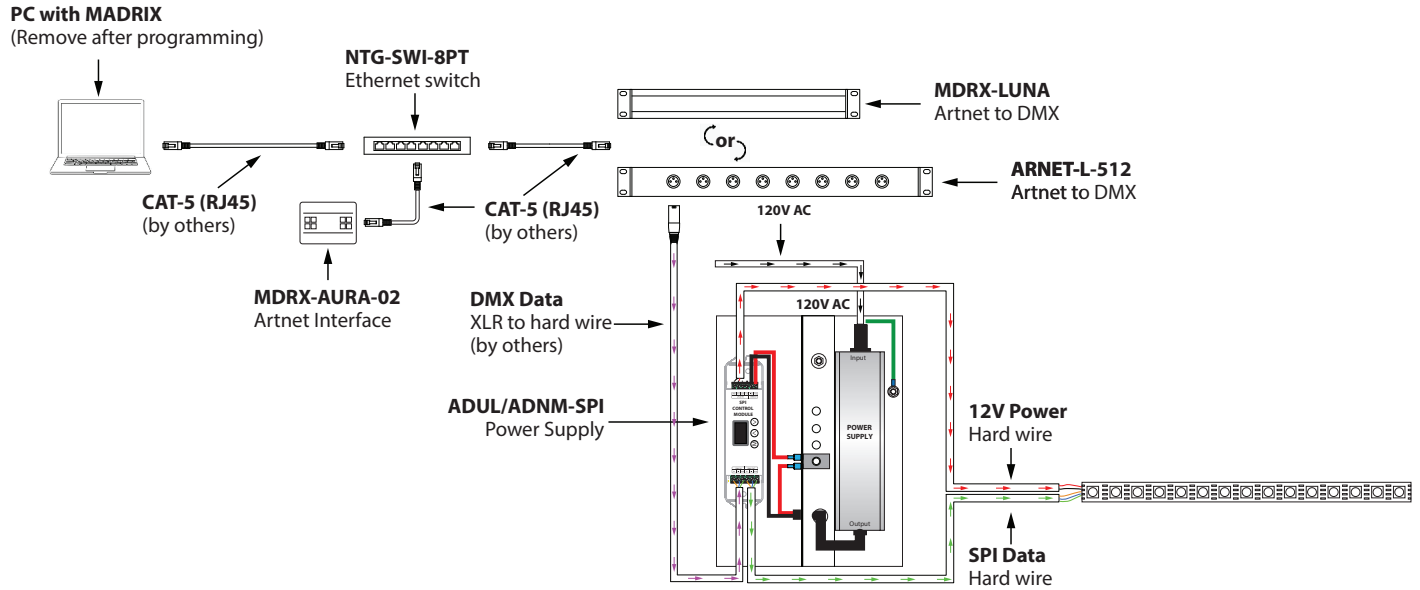 PC with MADRIX
(Remove after programming)
NTG-SWI-8PT
Ethernet switch
MDRX-LUNA
Artnet to DMX
or
ARNET-L-512
Artnet to DMX
CAT-5 (RJ45)
(by others)
CAT-5 (RJ45)
(by others)
120V AC
MDRX-AURA-02
Artnet Interface
DMX Data
XLR to hard wire
(by others)
120V AC
Input
SPI
CONTROL
MODULE
ADUL/ADNM-SPI
Power Supply
POWER
SUPPLY
12V Power
Hard wire
Output
SPI Data
Hard wire